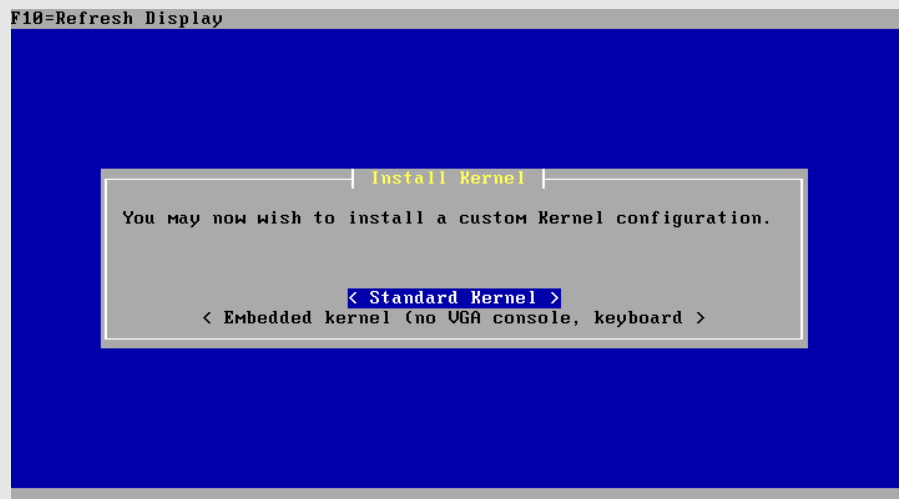 F10=Refresh Display
Install Kernel
You may now wish to install a custom Kernel configuration.
< Standard Kernel >
< Embedded kernel (no VGA console, keyboard >